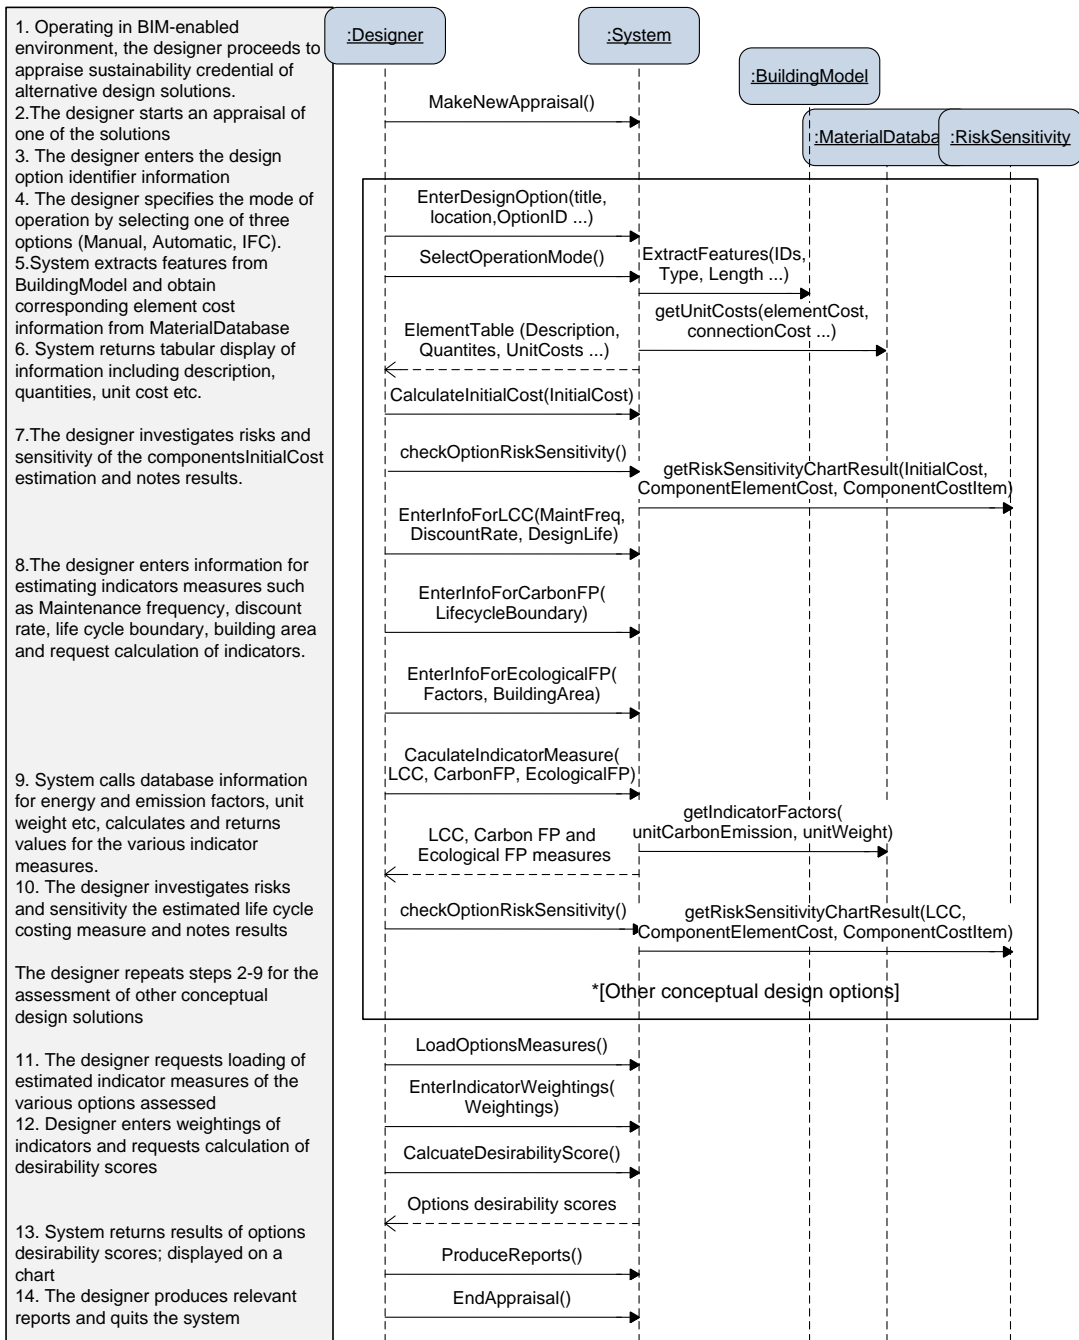 1. Operating in BIM-enabled
environment, the designer proceeds to
appraise sustainability credential of
alternative design solutions.
2.The designer starts an appraisal of
one of the solutions
3. The designer enters the design
option identifier information
4. The designer specifies the mode of
operation by selecting one of three
options (Manual, Automatic, IFC).
5.System extracts features from
BuildingModel and obtain
corresponding element cost
information from MaterialDatabase
6. System returns tabular display of
information including description,
quantities, unit cost etc.
7.The designer investigates risks and
sensitivity of the componentsInitialCost
estimation and notes results.
8.The designer enters information for
estimating indicators measures such
as Maintenance frequency, discount
rate, life cycle boundary, building area
and request calculation of indicators.
9. System calls database information
for energy and emission factors, unit
weight etc, calculates and returns
values for the various indicator
measures.
10. The designer investigates risks
and sensitivity the estimated life cycle
costing measure and notes results
The designer repeats steps 2-9 for the
assessment of other conceptual
design solutions
11. The designer requests loading of
estimated indicator measures of the
various options assessed
12. Designer enters weightings of
indicators and requests calculation of
desirability scores
13. System returns results of options
desirability scores; displayed on a
chart
14. The designer produces relevant
reports and quits the system
:Designer
:System
:BuildingModel
:MaterialDataba
:RiskSensitivity
MakeNewAppraisal()
EnterDesignOption(title,
location,OptionID ...)
SelectOperationMode()
ExtractFeatures(IDs,
Type, Length ...)
getUnitCosts(elementCost,
connectionCost ...)
ElementTable (Description,
Quantites, UnitCosts ...)
CalculateInitialCost(InitialCost)
checkOptionRiskSensitivity()
getRiskSensitivityChartResult(InitialCost,
ComponentElementCost, ComponentCostItem)
EnterInfoForLCC(MaintFreq,
DiscountRate, DesignLife)
EnterInfoForCarbonFP(
LifecycleBoundary)
EnterInfoForEcologicalFP(
Factors, BuildingArea)
CaculateIndicatorMeasure(
LCC, CarbonFP, EcologicalFP)
getIndicatorFactors(
unitCarbonEmission, unitWeight)
LCC, Carbon FP and
Ecological FP measures
checkOptionRiskSensitivity()
getRiskSensitivityChartResult(LCC,
ComponentElementCost, ComponentCostItem)
*[Other conceptual design options]
LoadOptionsMeasures()
EnterIndicatorWeightings(
Weightings)
CalcuateDesirabilityScore()
Options desirability scores
ProduceReports()
EndAppraisal()